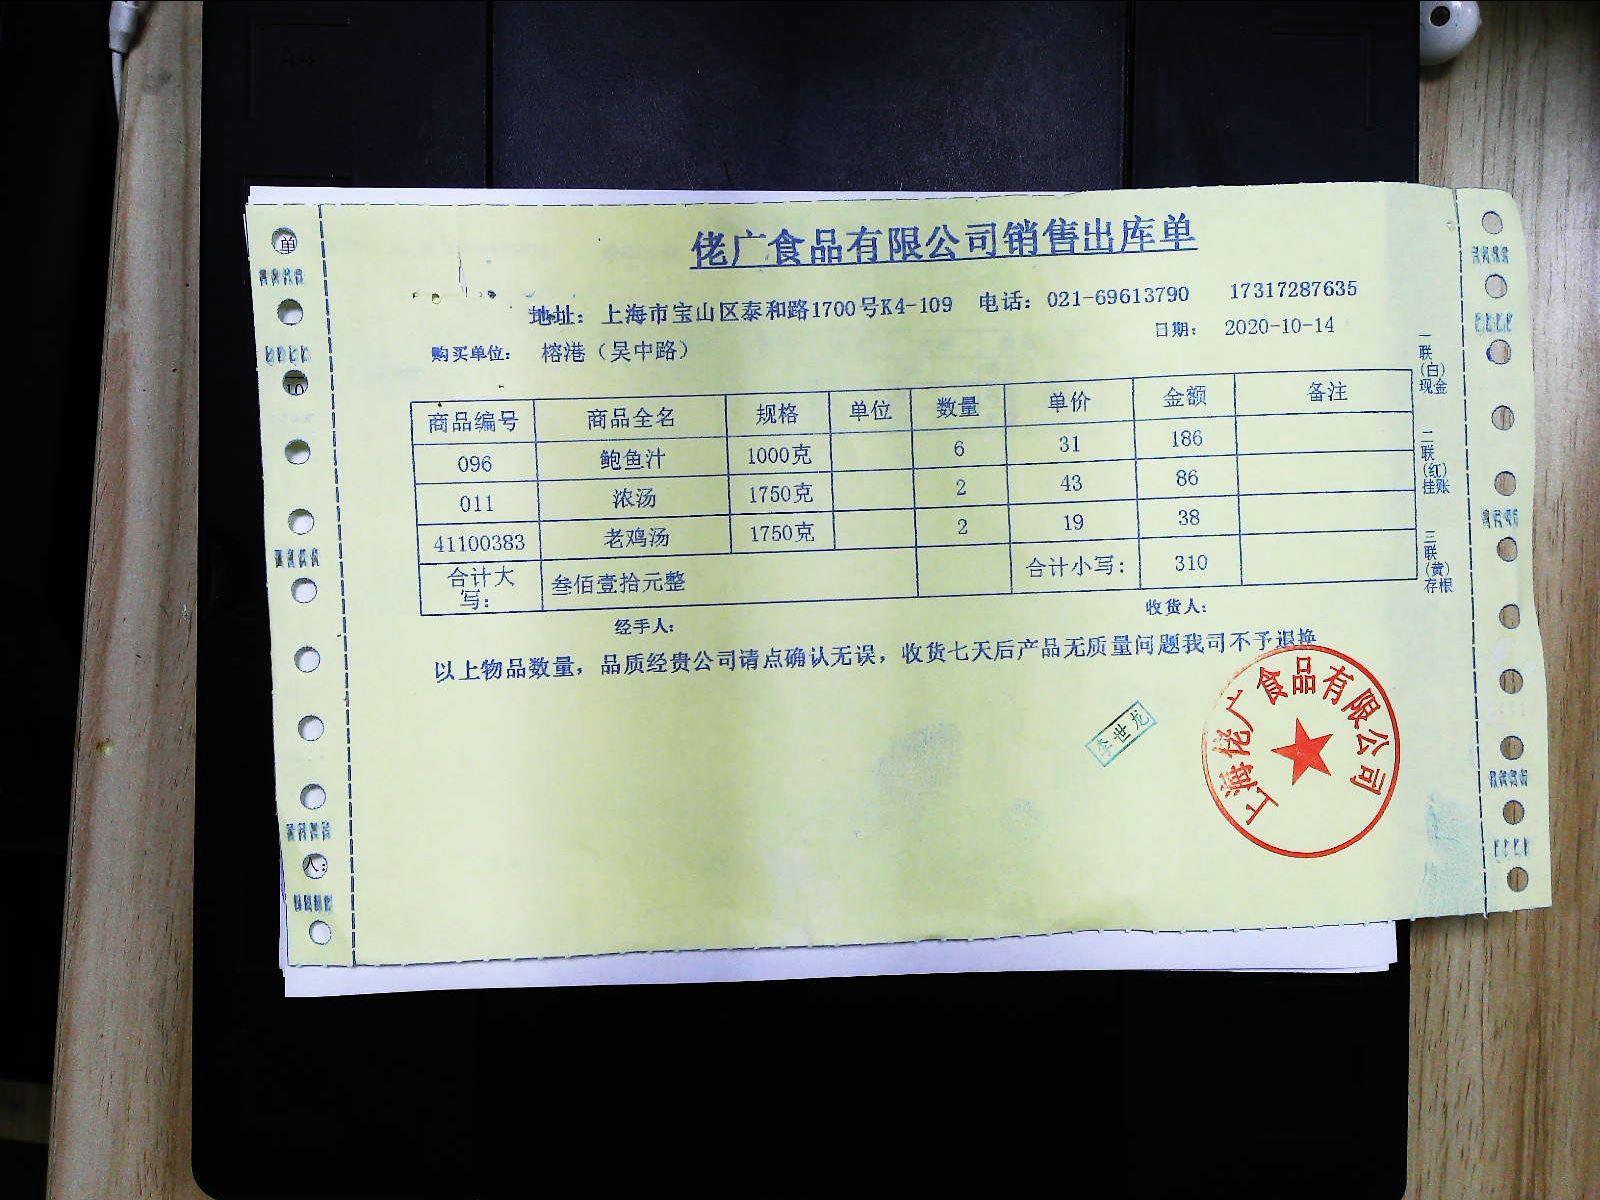 佬广食品有限公司销售出库单
地址：上海市宝山区泰和路1700号K4-109 电话：021-69613790 17317287635
日期： 2020-10-14
购买单位： 榕港（吴中路）
商品编号 商品全名 规格 单位 数量 单价 金额 备注
096 鲍鱼汁 1000克 6 31 186
011 浓汤 1750克 2 43 86
41100383 老鸡汤 1750克 2 19 38
合计大写： 叁佰壹拾元整 合计小写： 310
经手人： 收货人：
以上物品数量，品质经贵公司请点确认无误，收货七天后产品无质量问题我司不予退换
一联(白)现金
二联(红)挂账
三联(黄)存根
李世龙
上海佬广食品有限公司
单
人：